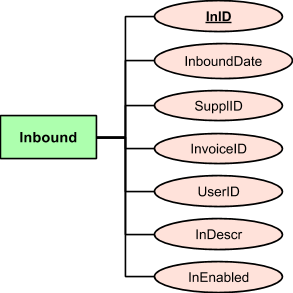 InID
InboundDate
SupplID
Inbound
InvoiceID
UserID
InDescr
InEnabled